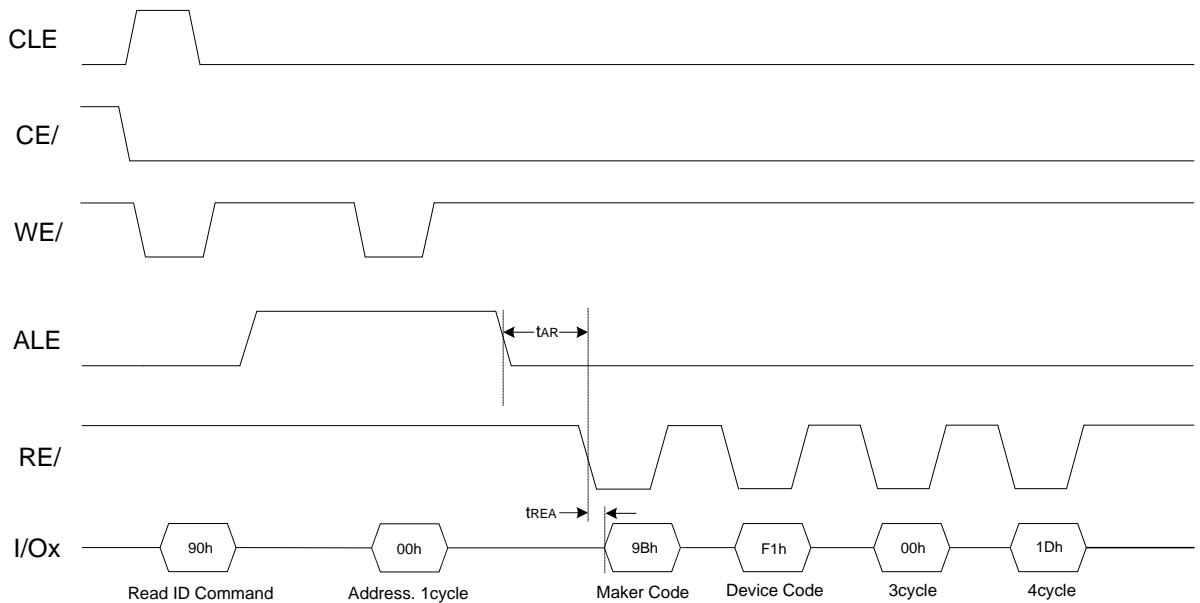 CLE
CE/
WE/
ALE
tAR
RE/
tREA
I/Ox
90h
00h
9Bh
F1h
00h
1Dh
Read ID Command
Address. 1cycle
Maker Code
Device Code
3cycle
4cycle